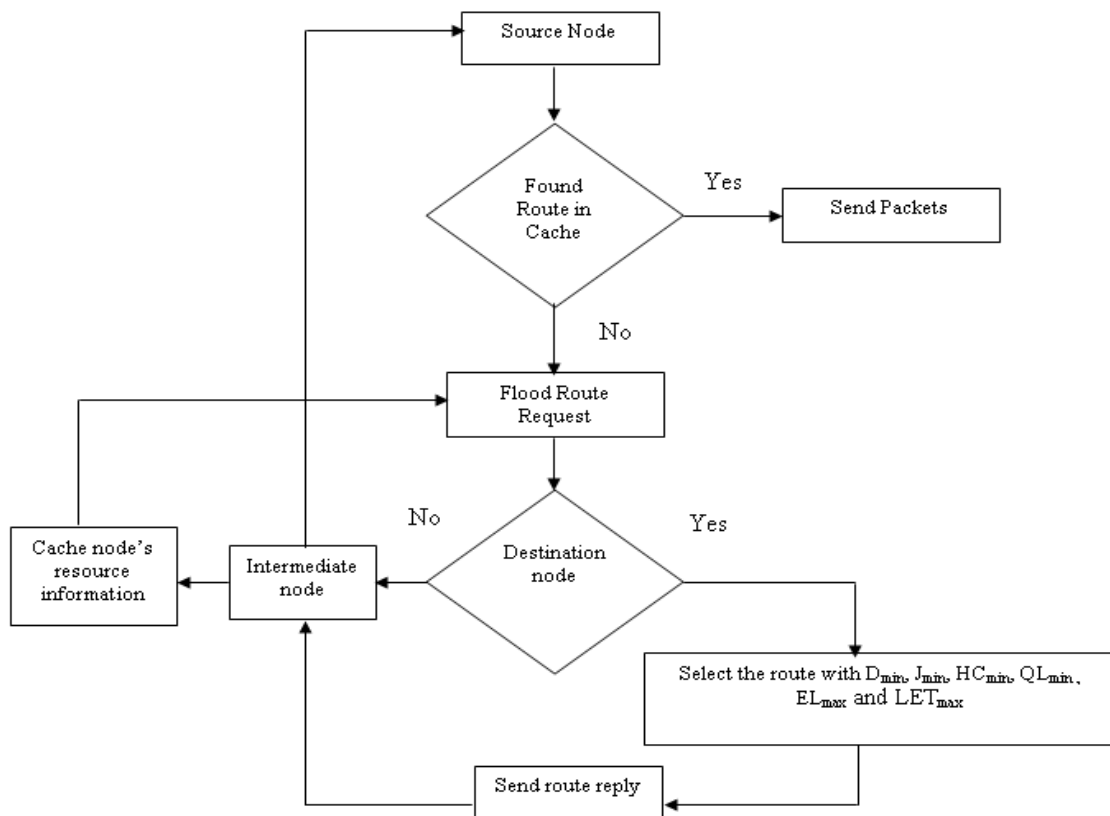 Source Node
Found
Route in
Cache
Yes
Send Packets
No
Flood Route
Request
No
Yes
Destination
node
Cache node’s
resource
information
Intermediate
node
Select the route with Dmin, Jmin, HCmin, QLmin ,
ELmax and LETmax
Send route reply